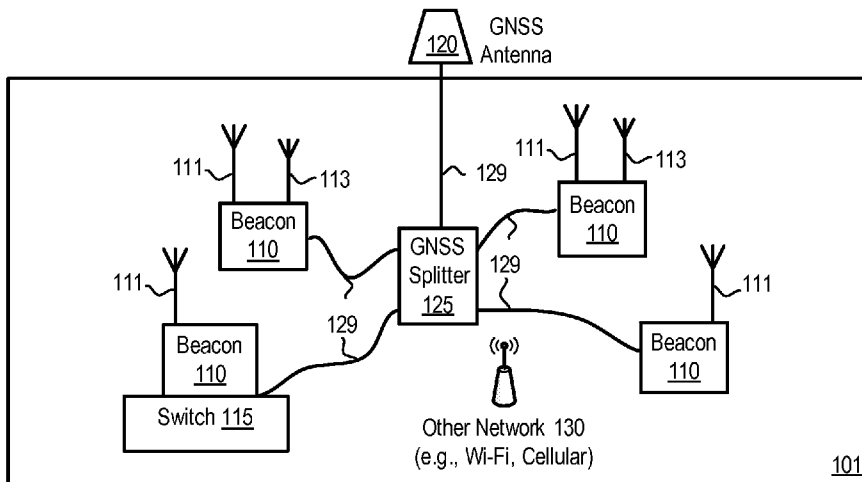 120
GNSS
Antenna
111
113
129
111
113
Beacon
110
GNSS
Splitter
125
129
Beacon
110
111
129
129
129
111
Beacon
110
Switch 115
Beacon
110
Other Network 130
(e.g., Wi-Fi, Cellular)
101